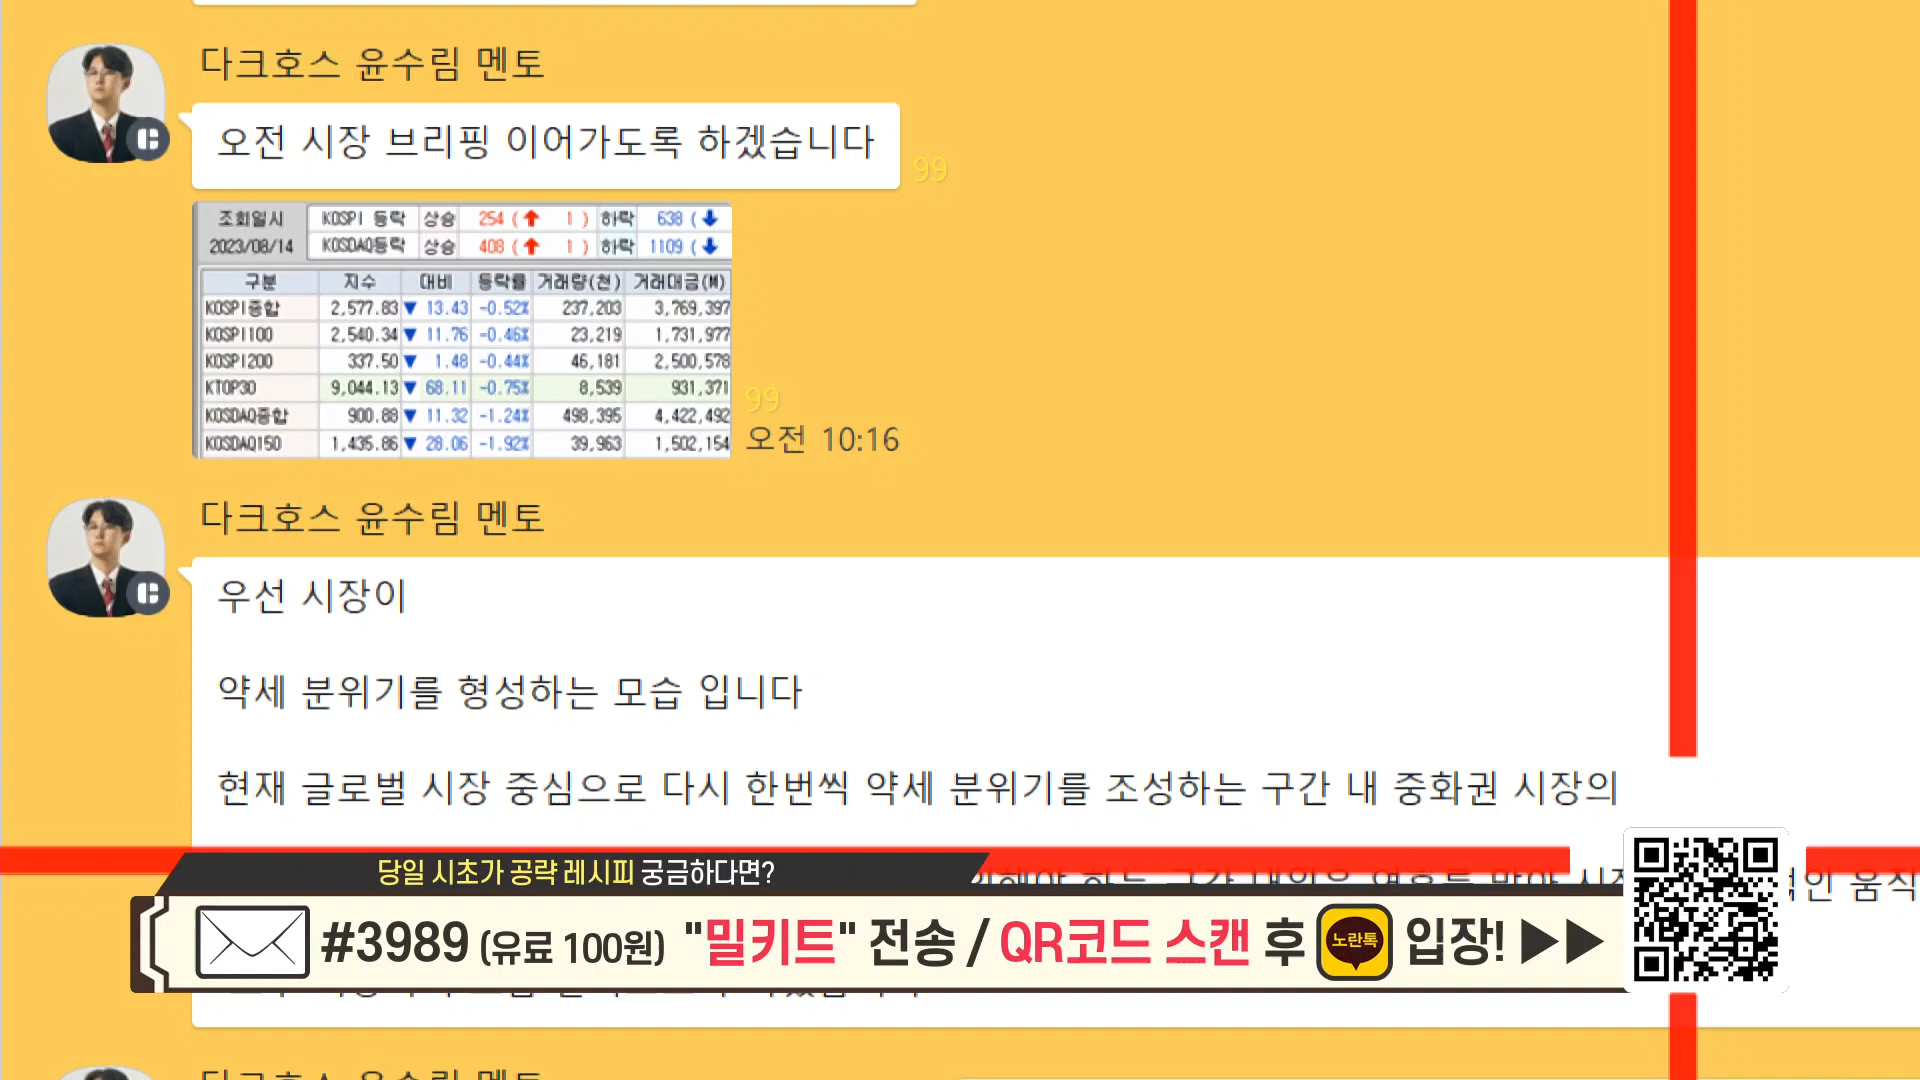 다크호스 윤수림 멘토
오전 시장 브리핑 이어가도록 하겠습니다
99
조회일시 KOSPI 등락 상승 254 ( 1 ) 하락 638 (
2023/08/14 KOSDAQ등락 상승 408 ( 1 ) 하락 1109 (
구분 지수 대비 등락률 거래량(천) 거래대금(M)
KOSPI종합 2,577.83 ▼ 13.43 -0.52% 237,203 3,769,397
KOSPI100 2,540.34 ▼ 11.76 -0.46% 23,219 1,731,977
KOSPI200 337.50 ▼ 1.48 -0.44% 46,181 2,500,578
KTOP30 9,044.13 ▼ 68.11 -0.75% 8,539 931,371
KOSDAQ종합 900.88 ▼ 11.32 -1.24% 498,395 4,422,492
KOSDAQ150 1,435.86 ▼ 28.06 -1.92% 39,963 1,502,154
99
오전 10:16
다크호스 윤수림 멘토
우선 시장이
약세 분위기를 형성하는 모습 입니다
현재 글로벌 시장 중심으로 다시 한번씩 약세 분위기를 조성하는 구간 내 중화권 시장의
당일 시초가 공략 레시피 궁금하다면?
#3989 (유료 100원) "밀키트" 전송 / QR코드 스캔 후 노란톡 입장! ▶▶
다크호스 윤수림 멘토